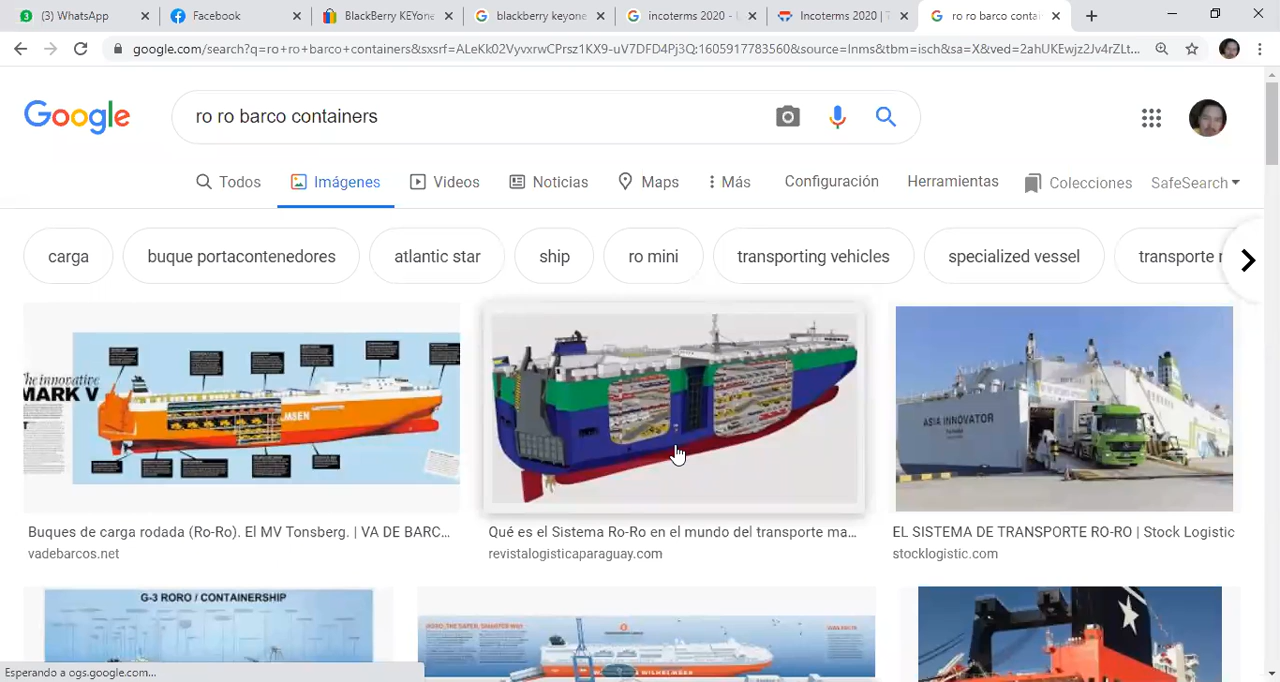 (3) WhatsApp
Facebook
BlackBerry KEYone
blackberry keyone
incoterms 2020 -
Incoterms 2020 | T
ro ro barco contai
google.com/search?q=ro+ro+barco+containers&sxsrf=ALeKk02VyvxrwCPrsz1KX9-uV7DFD4Pj3Q:1605917783560&source=lnms&tbm=isch&sa=X&ved=2ahUKEwjz2Jv4rZLt...
Google
ro ro barco containers
Todos
Imágenes
Videos
Noticias
Maps
Más
Configuración
Herramientas
Colecciones
SafeSearch
carga
buque portacontenedores
atlantic star
ship
ro mini
transporting vehicles
specialized vessel
transporte
The innovative
MARK V
ASIA INNOVATOR
Buques de carga rodada (Ro-Ro). El MV Tonsberg. | VA DE BARC...
vadebarcos.net
Qué es el Sistema Ro-Ro en el mundo del transporte ma...
revistalogisticaparaguay.com
EL SISTEMA DE TRANSPORTE RO-RO | Stock Logistic
stocklogistic.com
G-3 RORO / CONTAINERSHIP
Esperando a ogs.google.com...